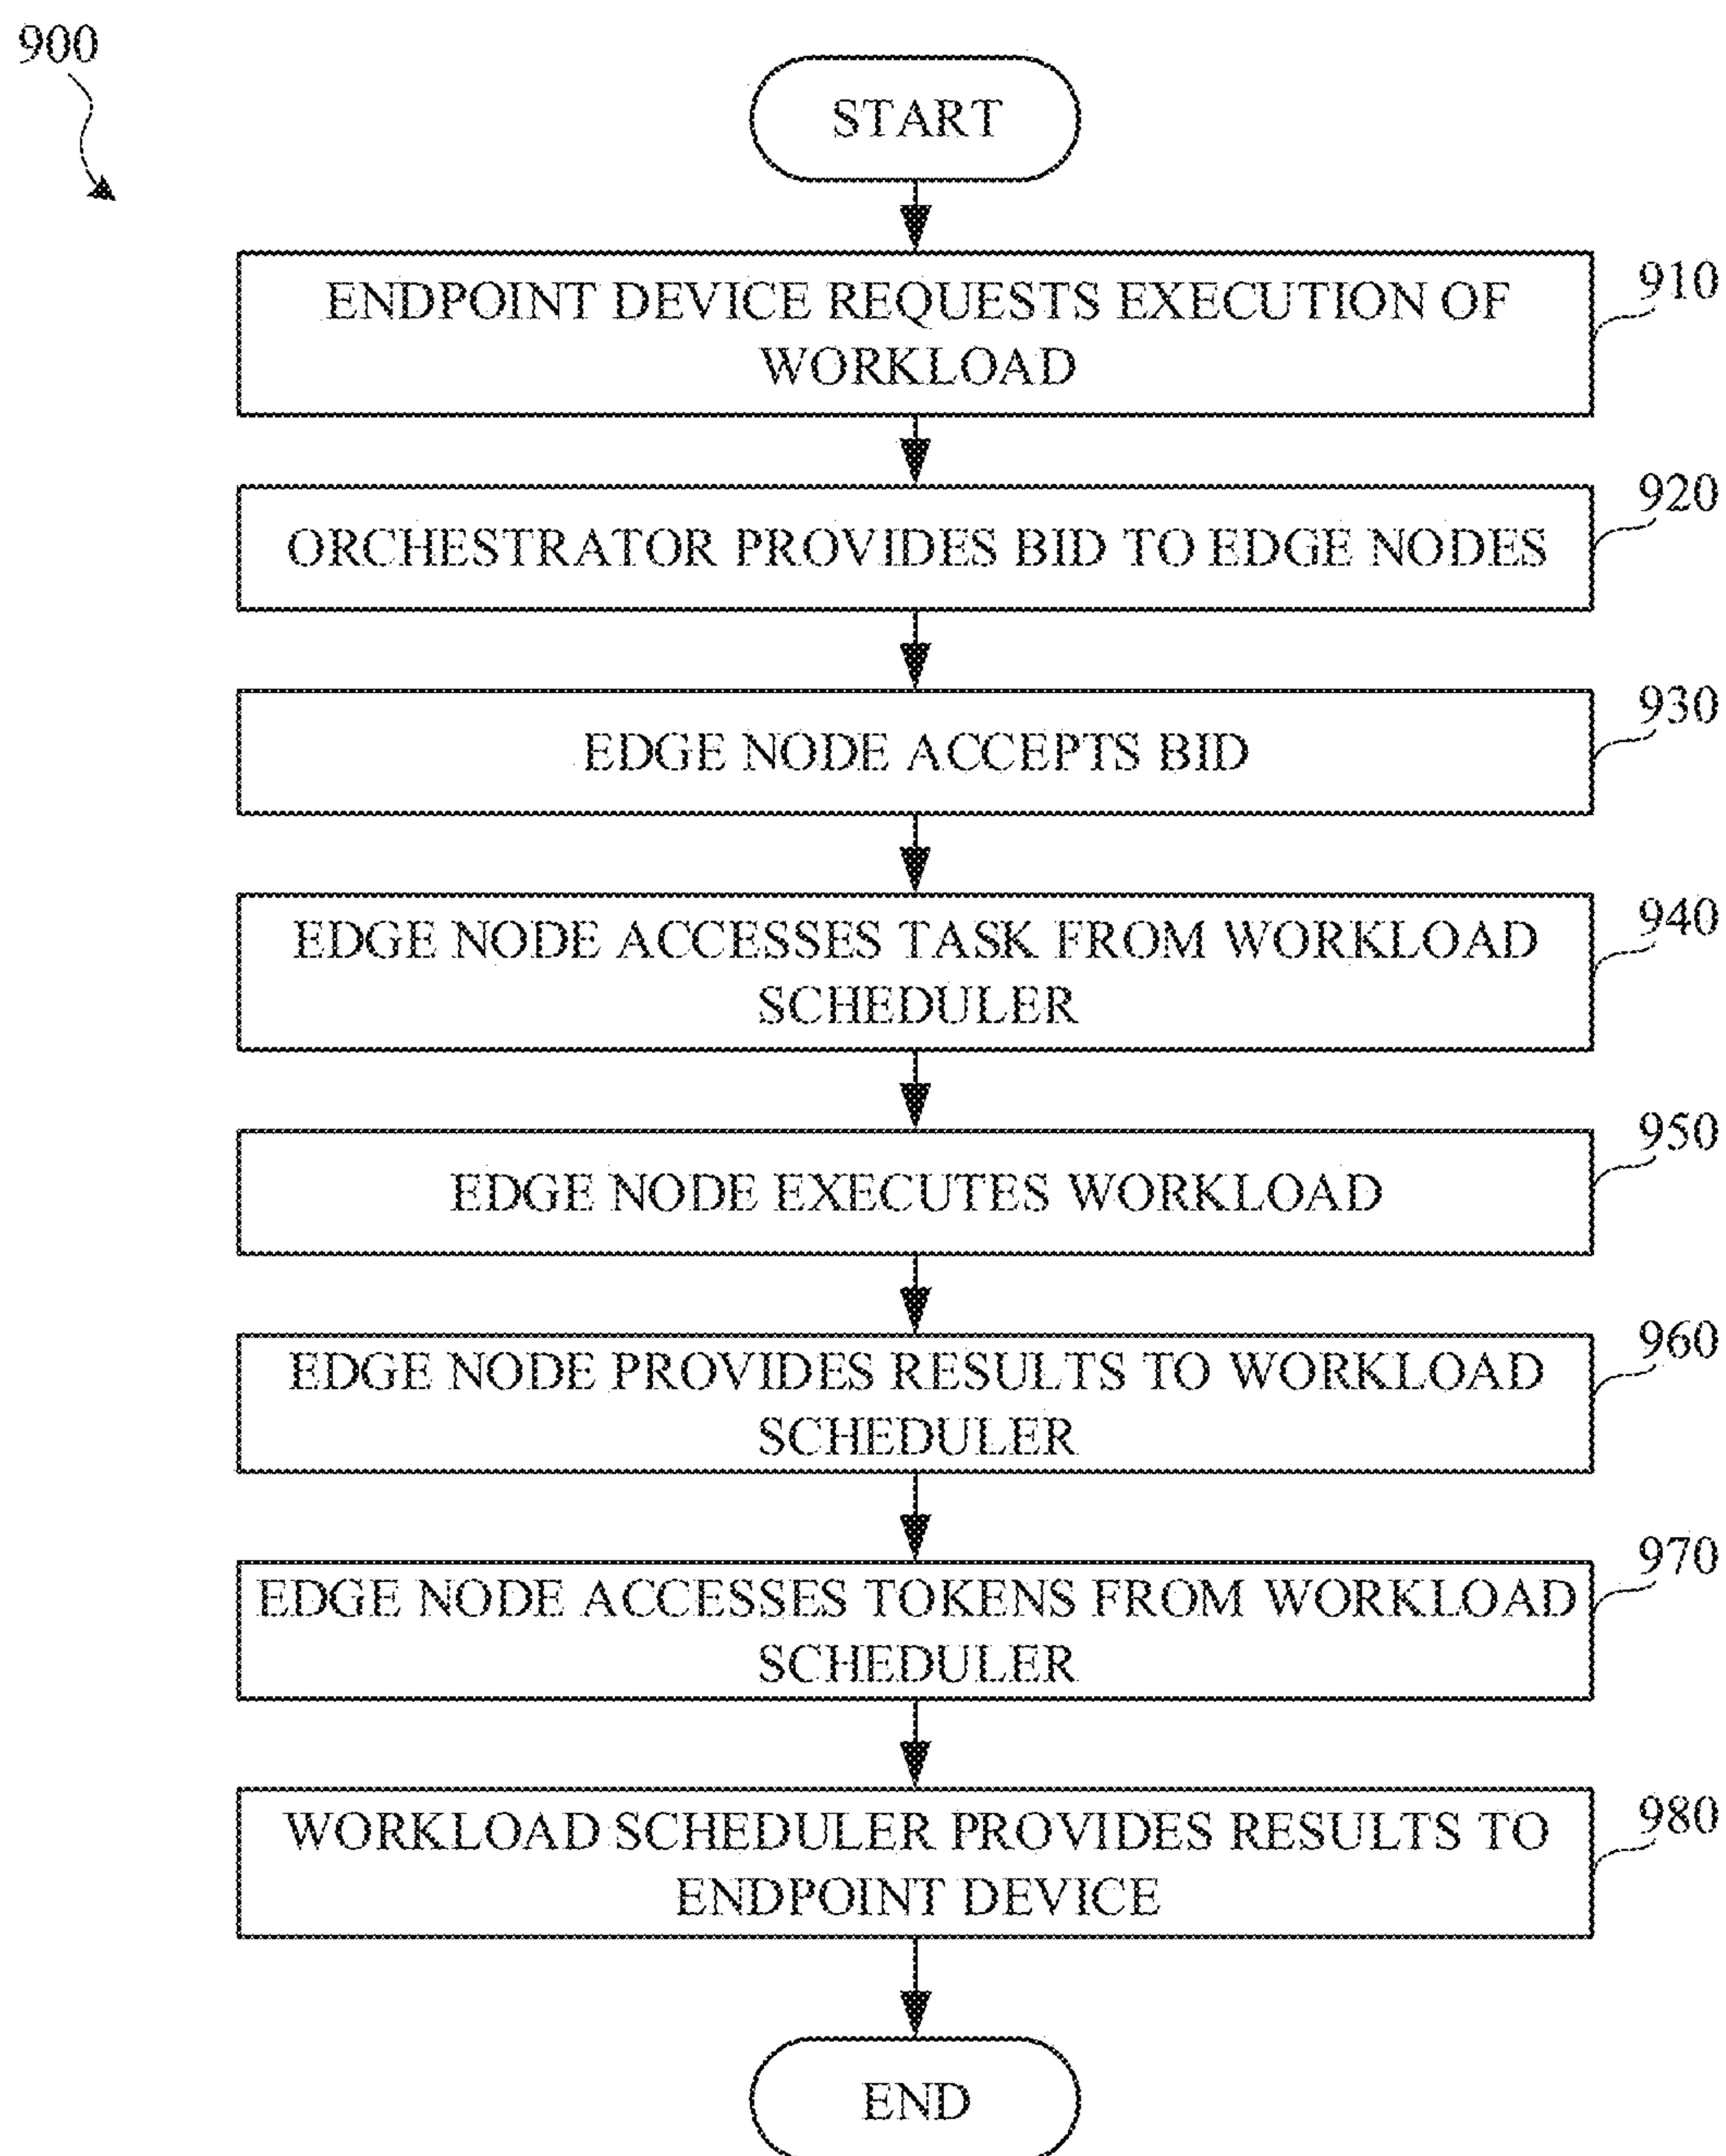 900
START
ENDPOINT DEVICE REQUESTS EXECUTION OF
WORKLOAD
910
ORCHESTRATOR PROVIDES BID TO EDGE NODES
920
EDGE NODE ACCEPTS BID
930
EDGE NODE ACCESSES TASK FROM WORKLOAD
SCHEDULER
940
EDGE NODE EXECUTES WORKLOAD
950
EDGE NODE PROVIDES RESULTS TO WORKLOAD
SCHEDULER
960
EDGE NODE ACCESSES TOKENS FROM WORKLOAD
SCHEDULER
970
WORKLOAD SCHEDULER PROVIDES RESULTS TO
ENDPOINT DEVICE
980
END